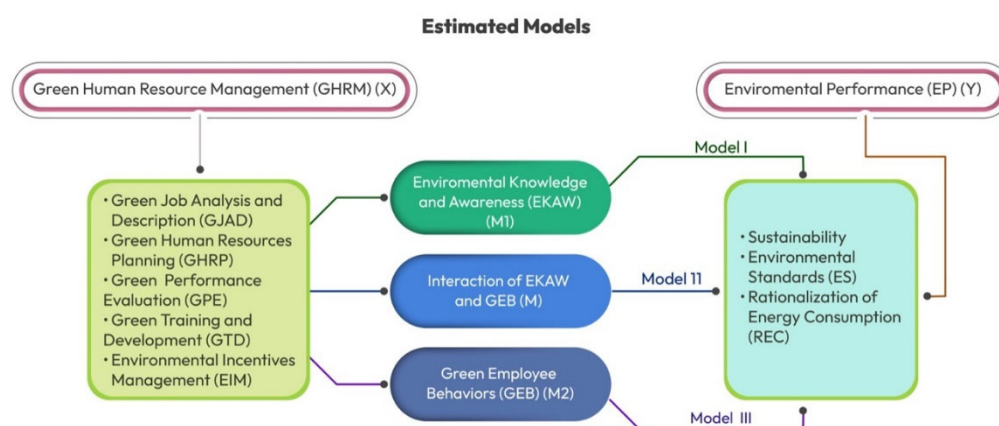 Estimated Models
Green Human Resource Management (GHRM) (X)
Enviromental Performance (EP) (Y)
• Green Job Analysis and
Description (GJAD)
• Green Human Resources
Planning (GHRP)
• Green Performance
Evaluation (GPE)
• Green Training and
Development (GTD)
• Environmental Incentives
Management (EIM)
Enviromental Knowledge
and Awareness (EKAW)
(M1)
Interaction of EKAW
and GEB (M)
Green Employee
Behaviors (GEB) (M2)
Model I
Model 11
Model III
• Sustainability
• Environmental
Standards (ES)
• Rationalization of
Energy Consumption
(REC)